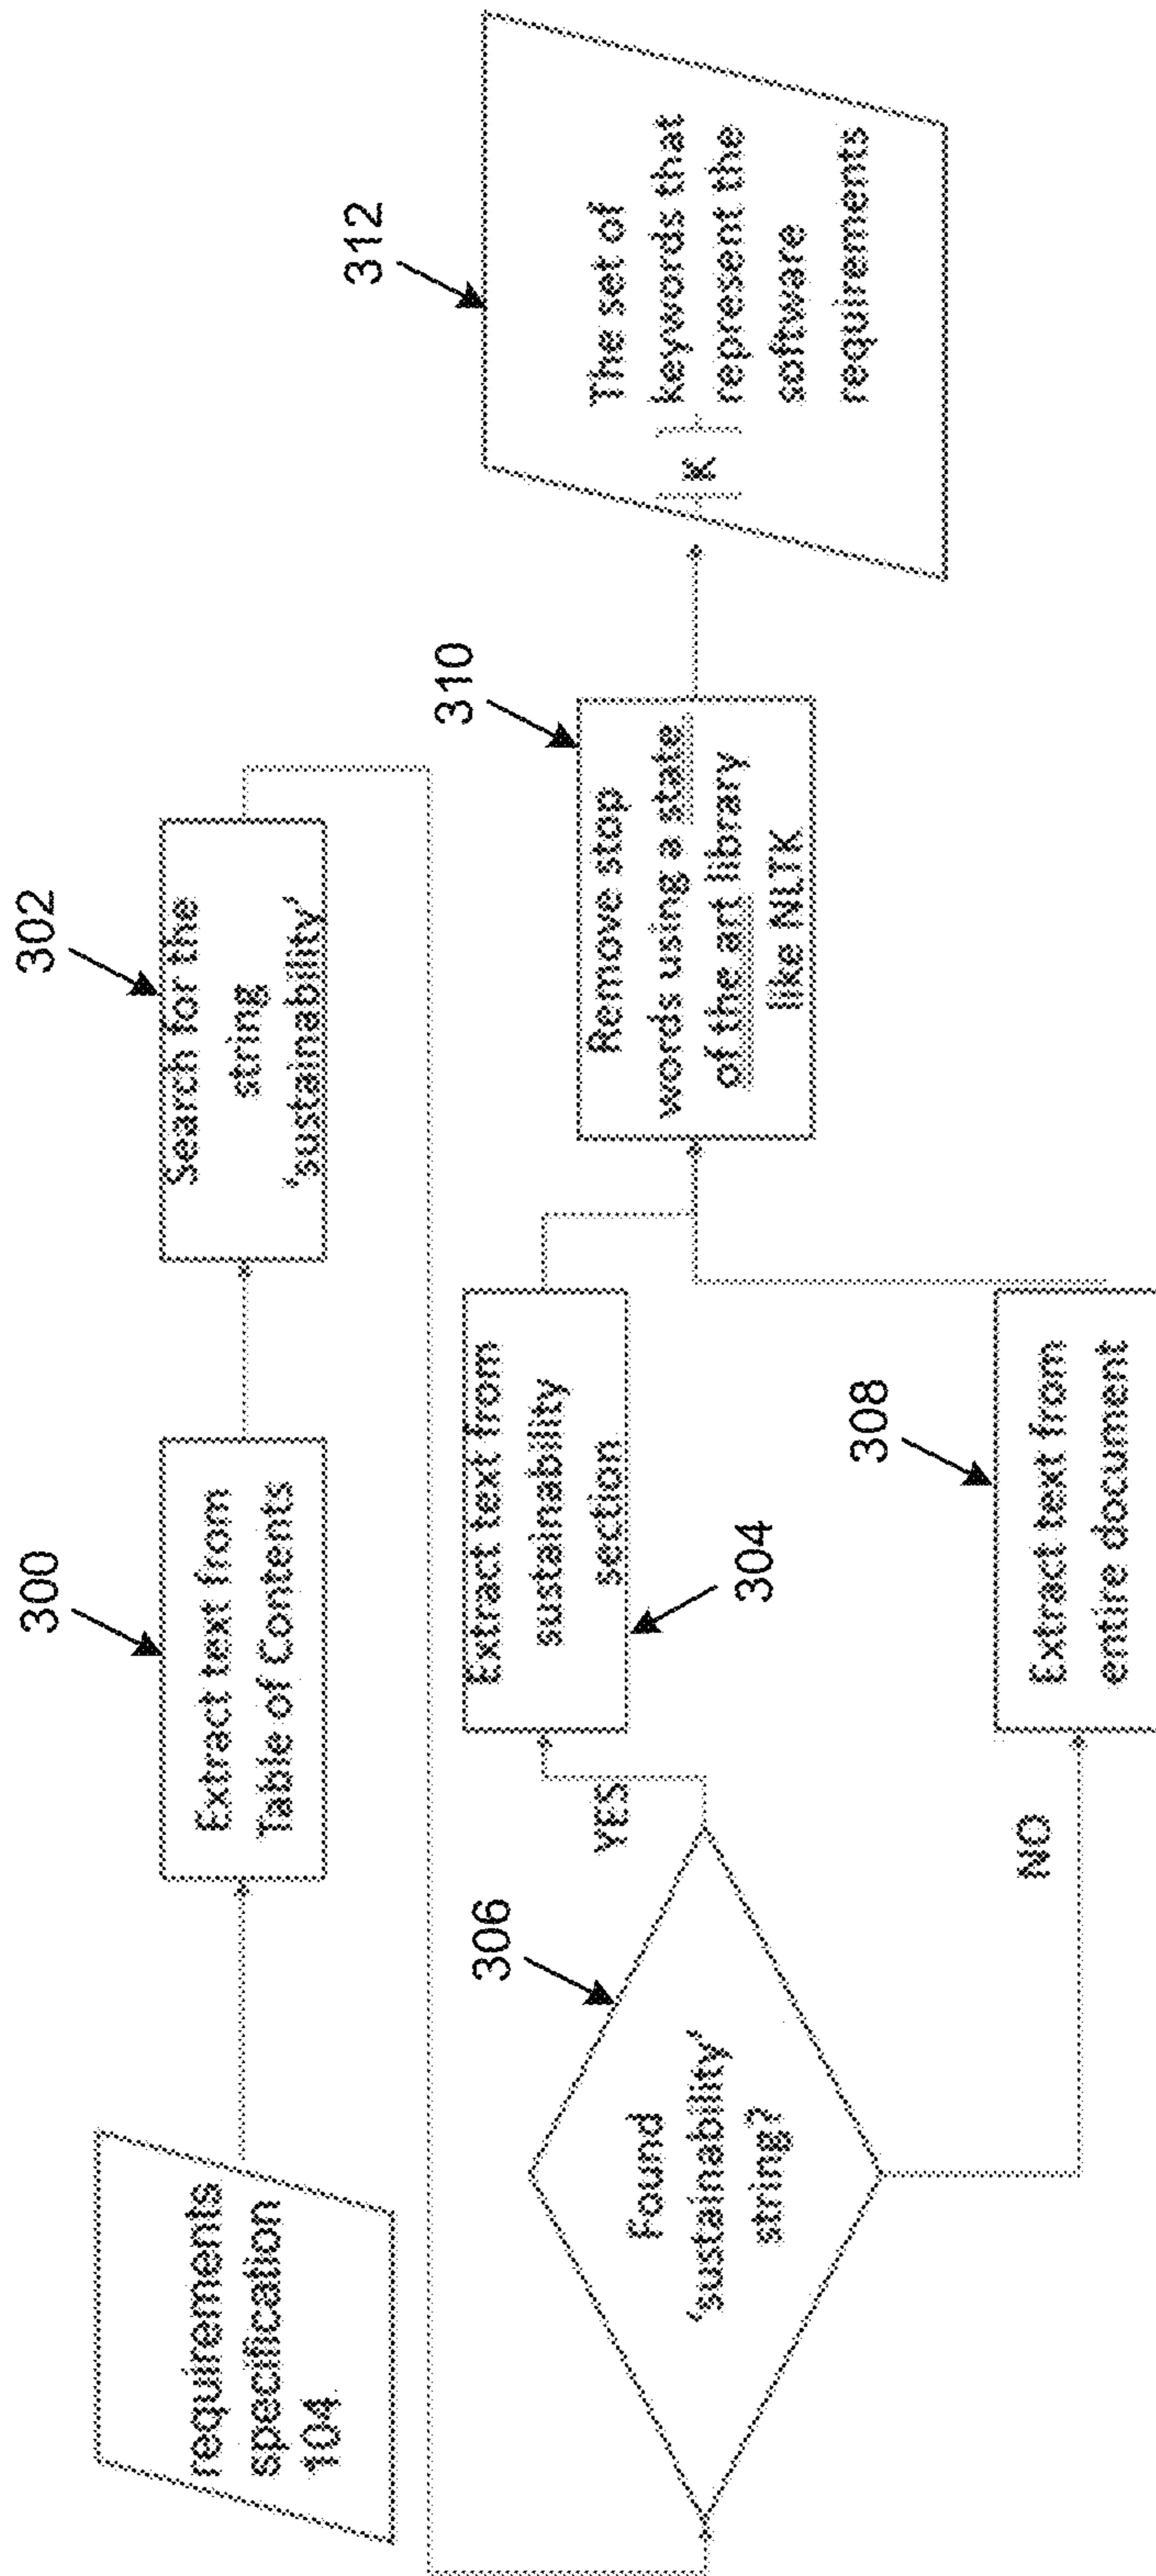 requirements
specification
104
300
Extract text from
Table of Contents
302
Search for the
string
‘sustainability’
306
Found
‘sustainability’
string?
YES
NO
304
Extract text from
sustainability
section
308
Extract text from
entire document
310
Remove stop
words using a state
of the art library
like NLTK
312
K
The set of
keywords that
represent the
software
requirements